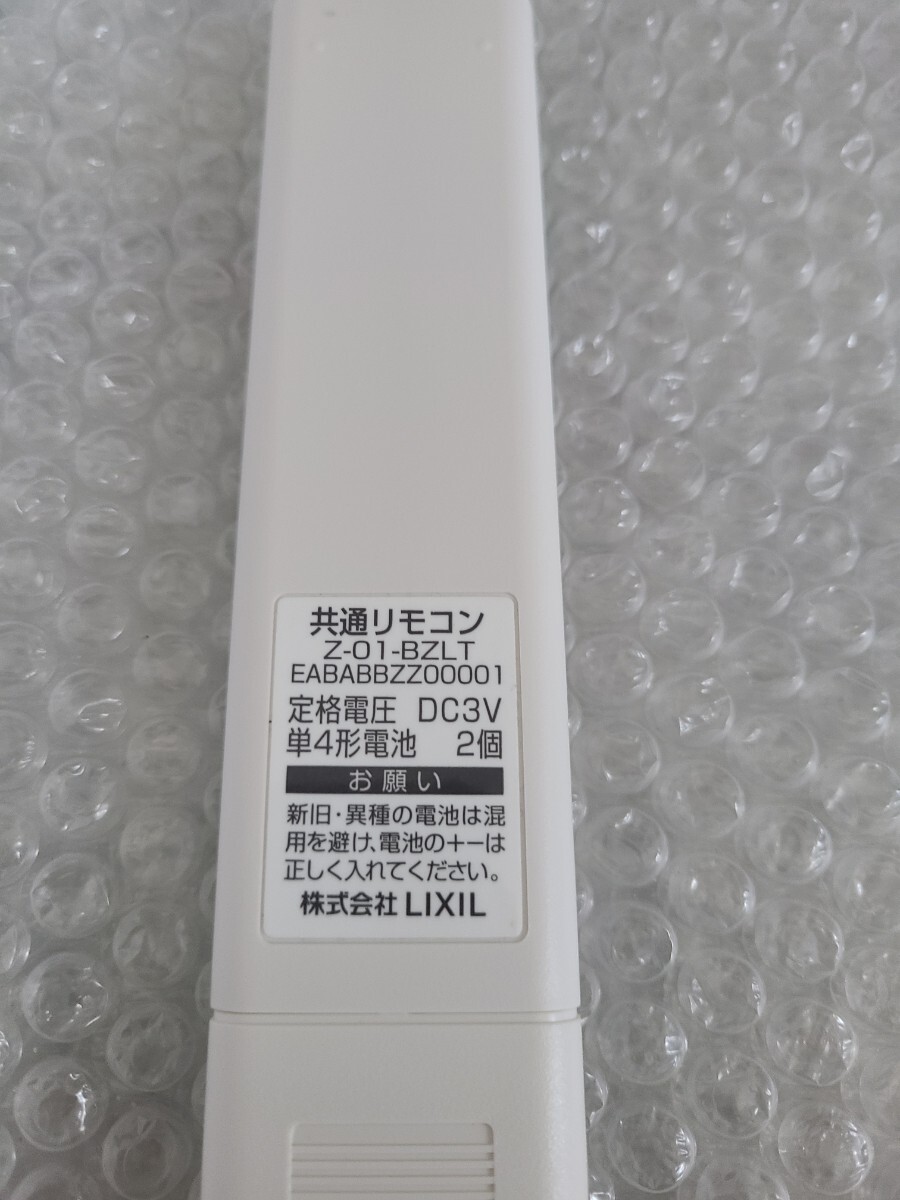 共通リモコン
Z-01-BZLT
EABABBZZ00001
定格電圧 DC3V
単4形電池 2個
お願い
新旧・異種の電池は混
用を避け、電池の＋－は
正しく入れてください。
株式会社 LIXIL